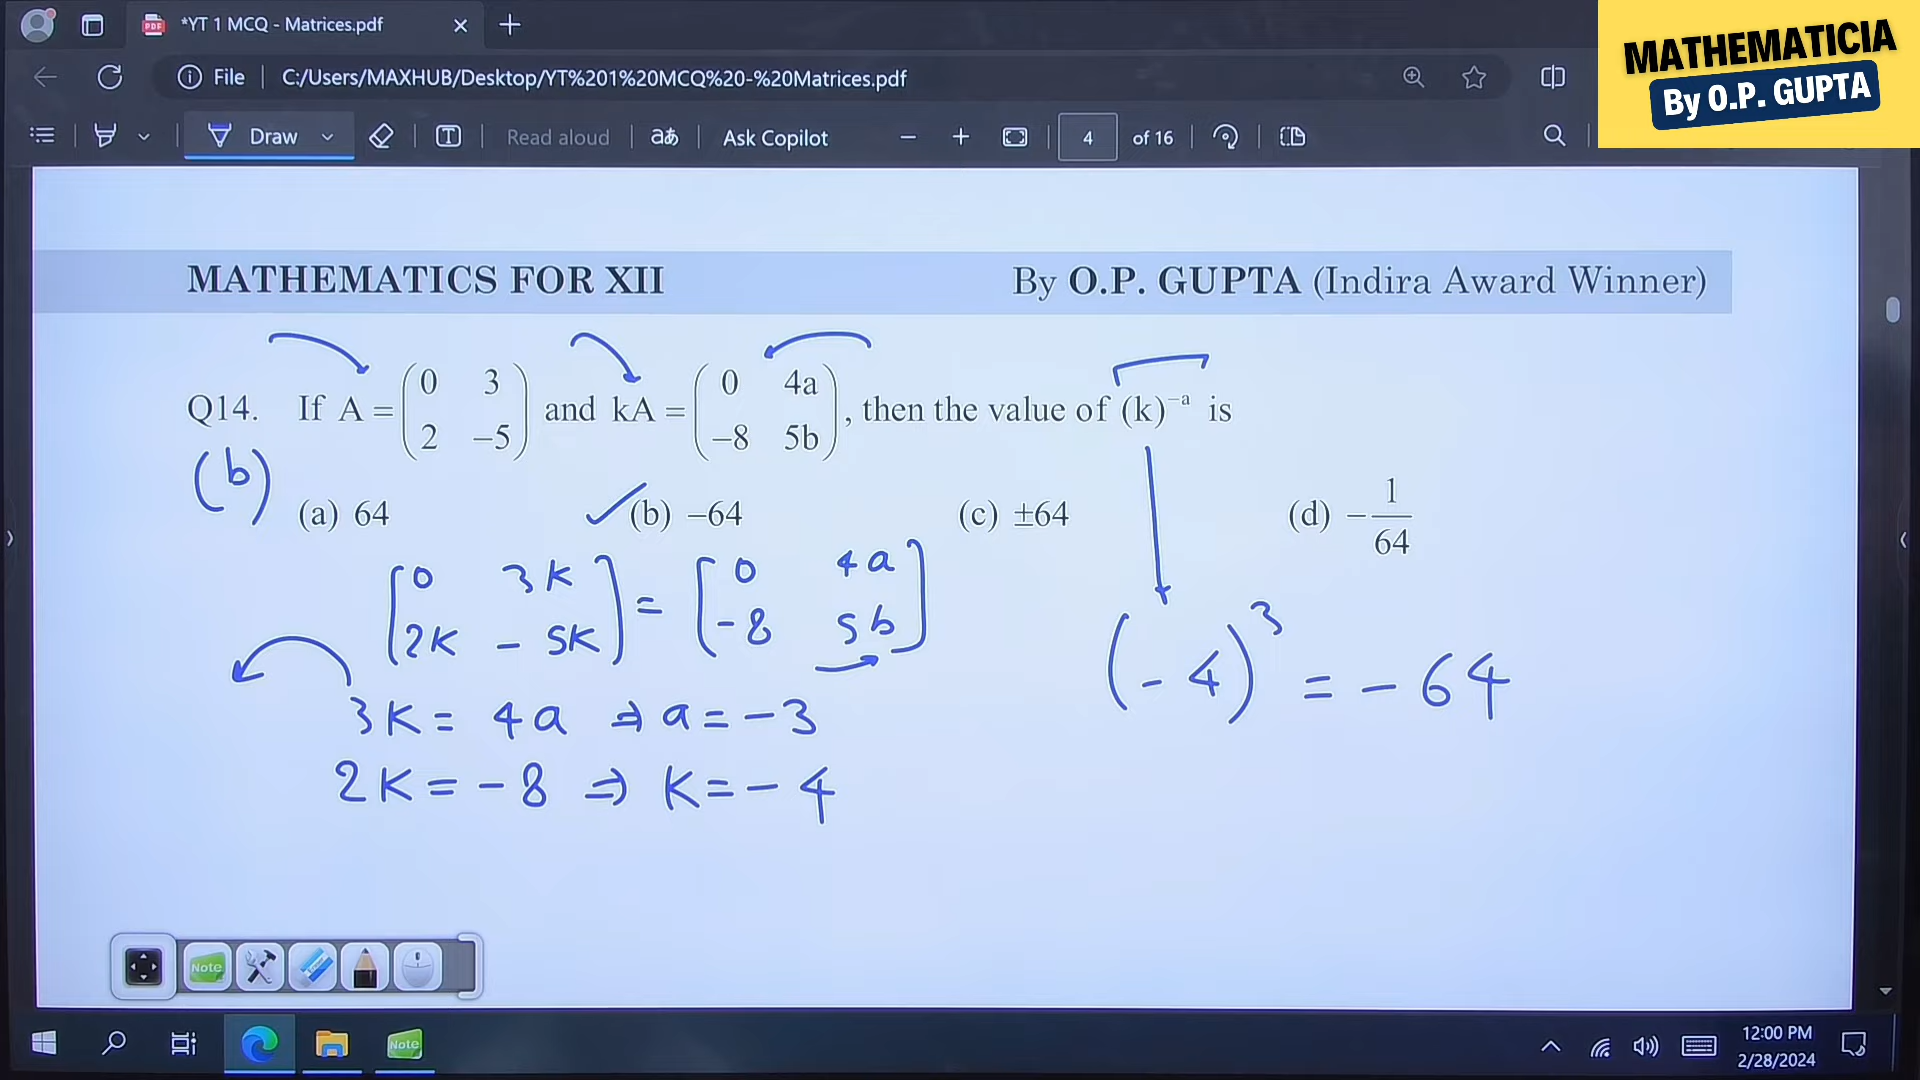 *YT 1 MCQ - Matrices.pdf
MATHEMATICIA
By O.P. GUPTA
File C:/Users/MAXHUB/Desktop/YT%201%20MCQ%20-%20Matrices.pdf
Draw Read aloud aあ Ask Copilot 4 of 16
MATHEMATICS FOR XII By O.P. GUPTA (Indira Award Winner)
Q14. If A = (0 3 2 −5) and kA = (0 4a −8 5b), then the value of (k)^−a is
(b)
(a) 64 ✓(b) −64 (c) ±64 (d) −1/64
[0 3K 2K - 5K] = [0 4a -8 5b]
(-4)^3 = -64
3K = 4a ⇒ a = -3
2K = -8 ⇒ K = -4
Note
Note
12:00 PM
2/28/2024